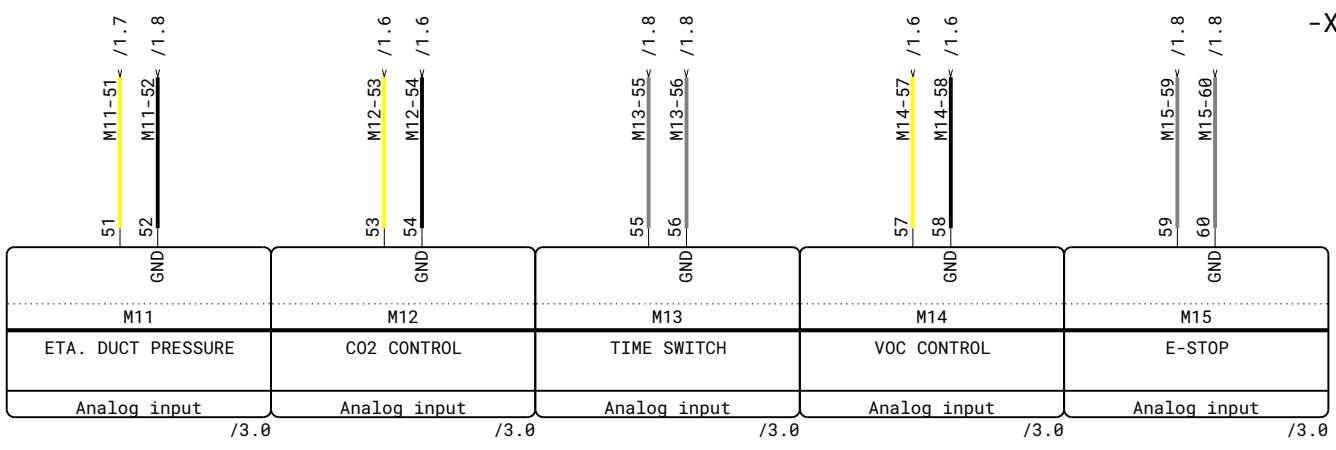 /1.7 /1.8 /1.6 /1.6 /1.8 /1.8 /1.6 /1.6 /1.8 /1.8 -X
M11-51 M11-52 M12-53 M12-54 M13-55 M13-56 M14-57 M14-58 M15-59 M15-60
51 52 53 54 55 56 57 58 59 60
GND GND GND GND GND
M11 M12 M13 M14 M15
ETA. DUCT PRESSURE CO2 CONTROL TIME SWITCH VOC CONTROL E-STOP
Analog input Analog input Analog input Analog input Analog input
/3.0 /3.0 /3.0 /3.0 /3.0